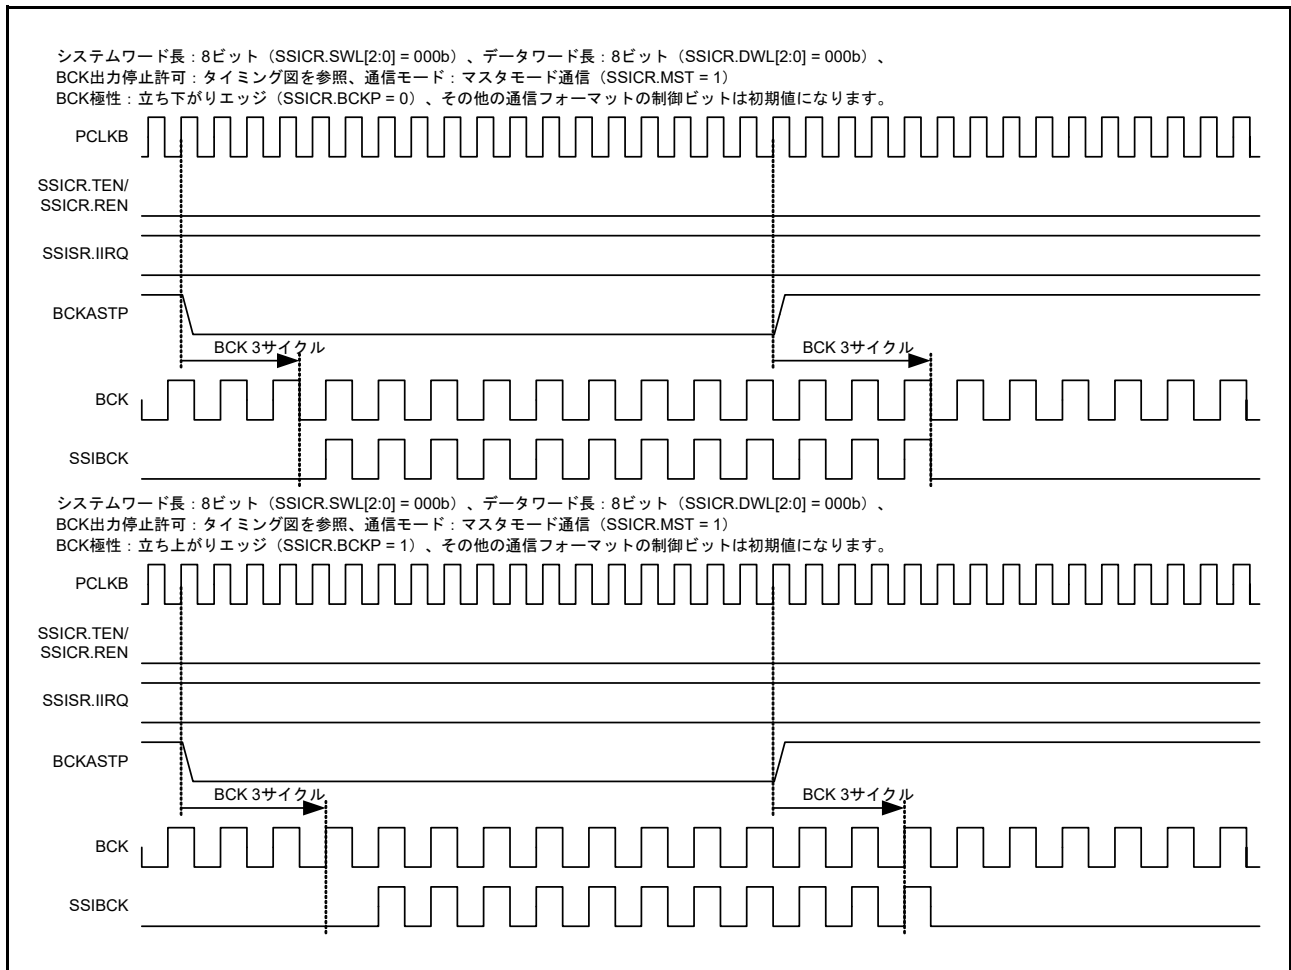 システムワード長：8ビット（SSICR.SWL[2:0] = 000b）、データワード長：8ビット（SSICR.DWL[2:0] = 000b）、
BCK出力停止許可：タイミング図を参照、通信モード：マスタモード通信（SSICR.MST = 1）
BCK極性：立ち下がりエッジ（SSICR.BCKP = 0）、その他の通信フォーマットの制御ビットは初期値になります。
PCLKB
SSICR.TEN/
SSICR.REN
SSISR.IIRQ
BCKASTP
BCK 3サイクル BCK 3サイクル
BCK
SSIBCK
システムワード長：8ビット（SSICR.SWL[2:0] = 000b）、データワード長：8ビット（SSICR.DWL[2:0] = 000b）、
BCK出力停止許可：タイミング図を参照、通信モード：マスタモード通信（SSICR.MST = 1）
BCK極性：立ち上がりエッジ（SSICR.BCKP = 1）、その他の通信フォーマットの制御ビットは初期値になります。
PCLKB
SSICR.TEN/
SSICR.REN
SSISR.IIRQ
BCKASTP
BCK 3サイクル BCK 3サイクル
BCK
SSIBCK